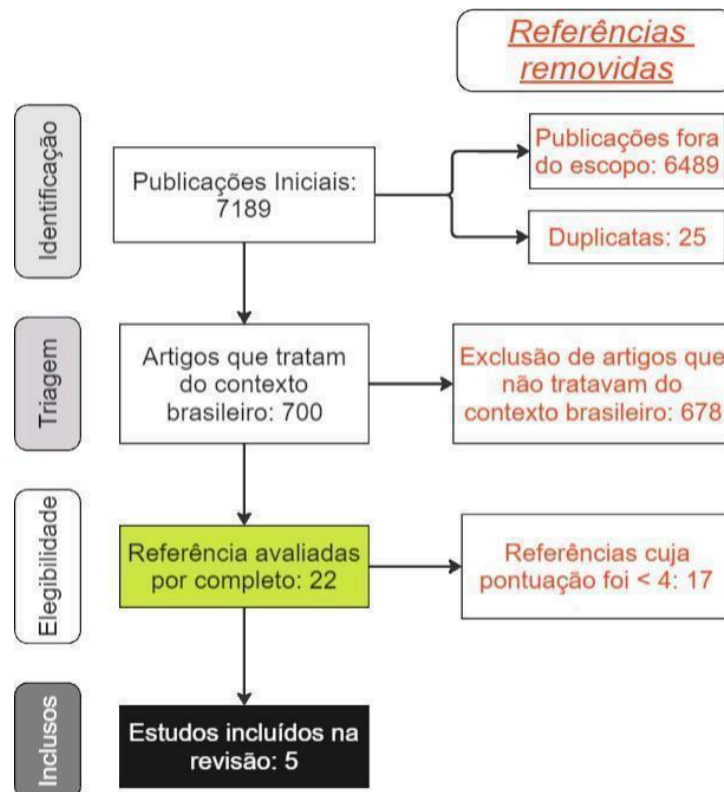 Referências
removidas
Identificação
Publicações Iniciais:
7189
Publicações fora
do escopo: 6489
Duplicatas: 25
Triagem
Artigos que tratam
do contexto
brasileiro: 700
Exclusão de artigos que
não tratavam do
contexto brasileiro: 678
Elegibilidade
Referência avaliadas
por completo: 22
Referências cuja
pontuação foi < 4: 17
Inclusos
Estudos incluídos na
revisão: 5